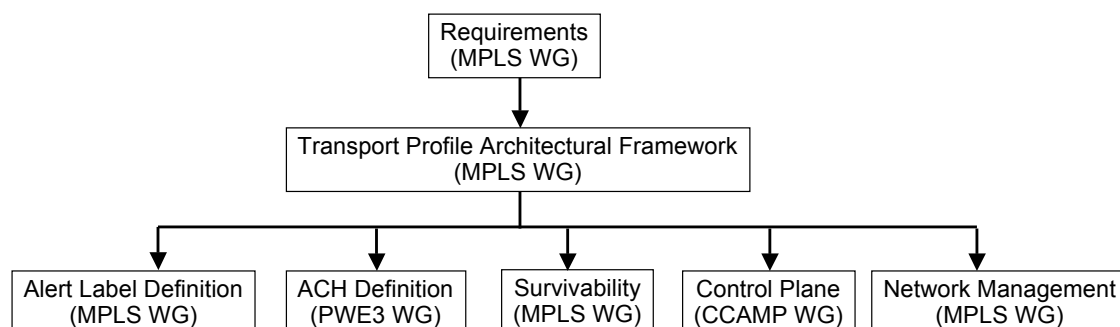 Requirements
(MPLS WG)
Transport Profile Architectural Framework
(MPLS WG)
Alert Label Definition
(MPLS WG)
ACH Definition
(PWE3 WG)
Survivability
(MPLS WG)
Control Plane
(CCAMP WG)
Network Management
(MPLS WG)